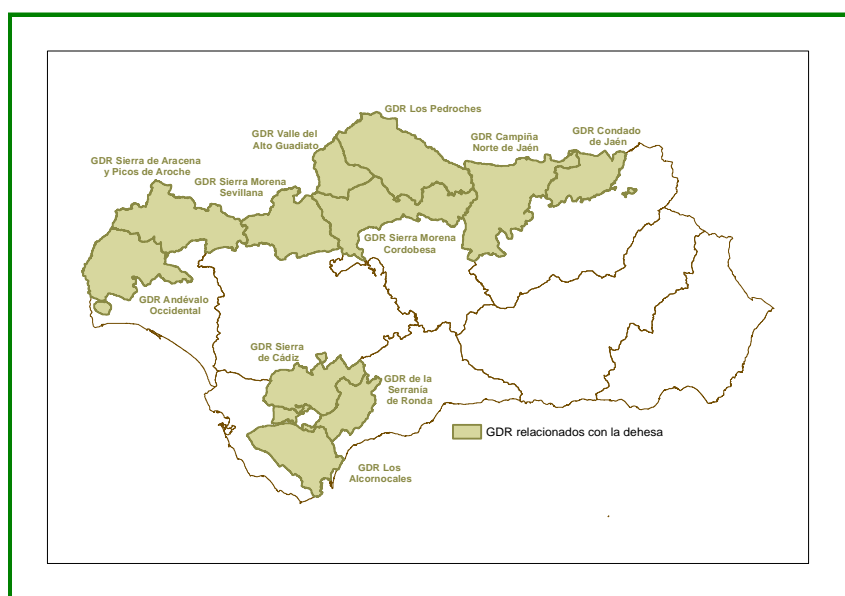 GDR Los Pedroches
GDR Valle del
Alto Guadiato
GDR Campiña
Norte de Jaén
GDR Condado
de Jaén
GDR Sierra de Aracena
y Picos de Aroche
GDR Sierra Morena
Sevillana
GDR Sierra Morena
Cordobesa
GDR Andévalo
Occidental
GDR Sierra
de Cádiz
GDR de la
Serranía
de Ronda
GDR relacionados con la dehesa
GDR Los
Alcornocales